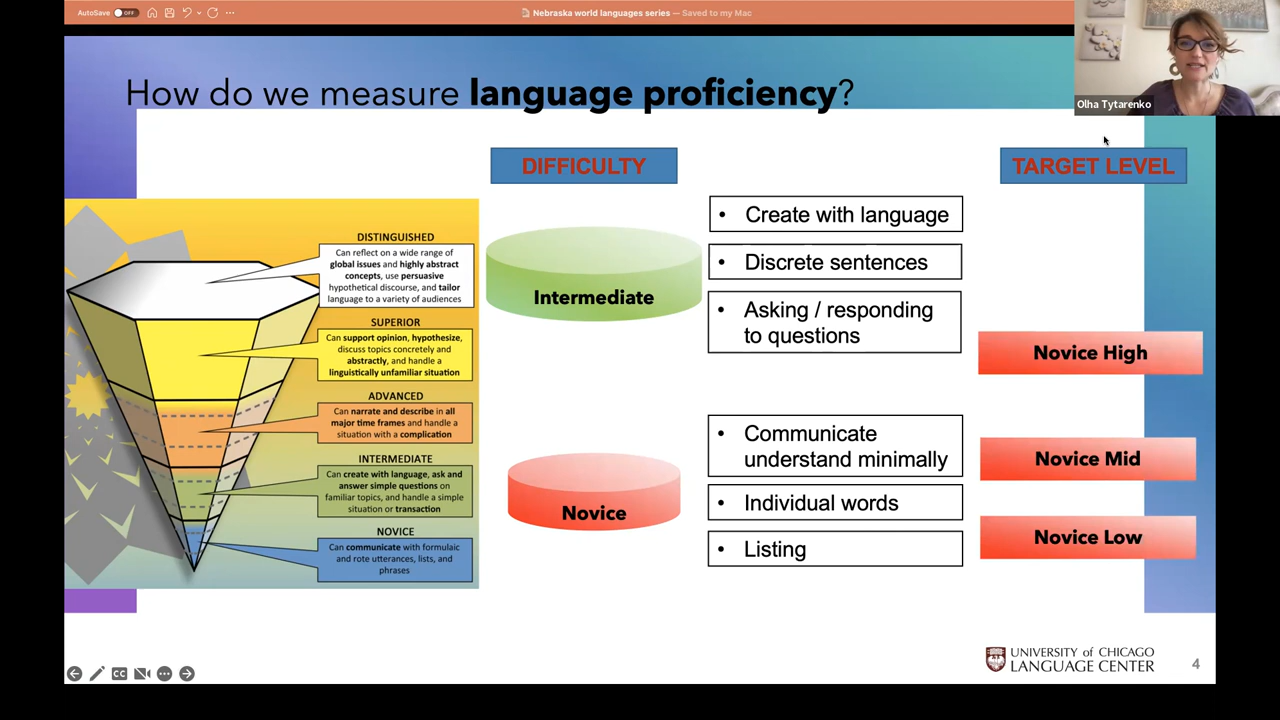 AutoSave OFF
Nebraska world languages series — Saved to my Mac
Olha Tytarenko
How do we measure language proficiency?
DIFFICULTY
TARGET LEVEL
DISTINGUISHED
Can reflect on a wide range of
global issues and highly abstract
concepts, use persuasive
hypothetical discourse, and tailor
language to a variety of audiences
SUPERIOR
Can support opinion, hypothesize,
discuss topics concretely and
abstractly, and handle a
linguistically unfamiliar situation
ADVANCED
Can narrate and describe in all
major time frames and handle a
situation with a complication
INTERMEDIATE
Can create with language, ask and
answer simple questions on
familiar topics, and handle a simple
situation or transaction
NOVICE
Can communicate with formulaic
and rote utterances, lists, and
phrases
Intermediate
• Create with language
• Discrete sentences
• Asking / responding
to questions
Novice
• Communicate
understand minimally
• Individual words
• Listing
Novice High
Novice Mid
Novice Low
CC
UNIVERSITY OF CHICAGO
LANGUAGE CENTER
4